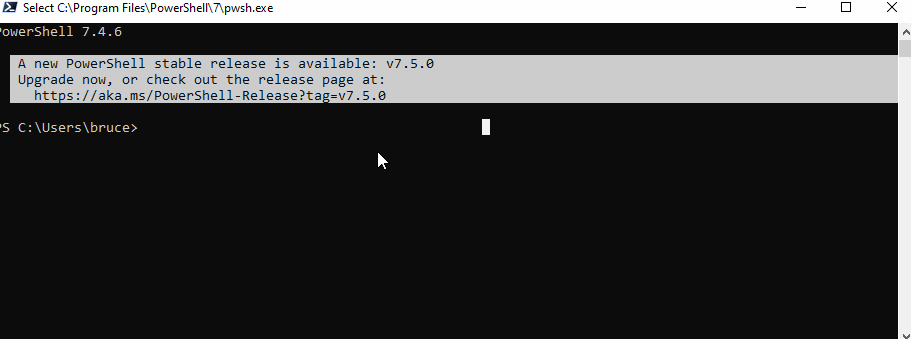 Select C:\Program Files\PowerShell\7\pwsh.exe
PowerShell 7.4.6
A new PowerShell stable release is available: v7.5.0
Upgrade now, or check out the release page at:
https://aka.ms/PowerShell-Release?tag=v7.5.0
PS C:\Users\bruce>